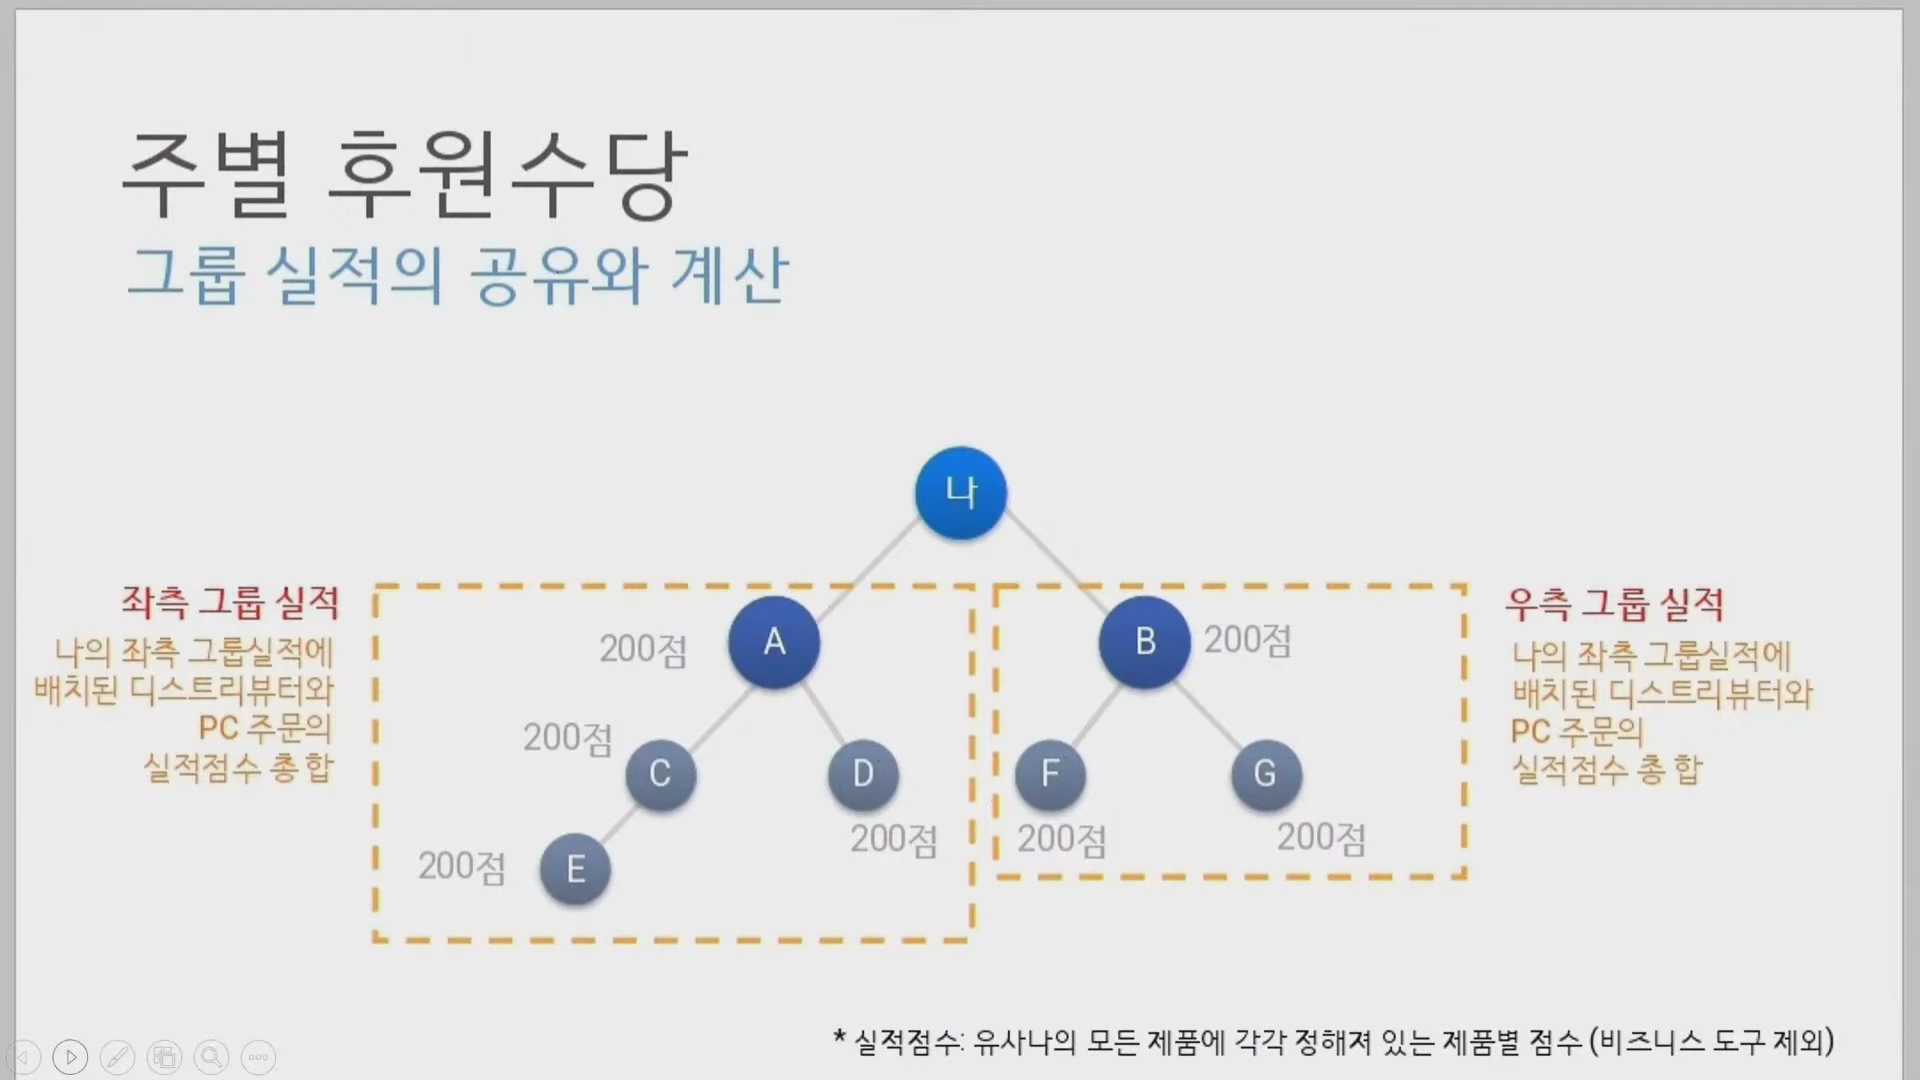 주별 후원수당
그룹 실적의 공유와 계산
나
좌측 그룹 실적
나의 좌측 그룹실적에
배치된 디스트리뷰터와
PC 주문의
실적점수 총 합
200점
A
B
200점
우측 그룹 실적
나의 좌측 그룹실적에
배치된 디스트리뷰터와
PC 주문의
실적점수 총 합
200점
C
D
200점
F
200점
G
200점
200점
E
* 실적점수: 유사나의 모든 제품에 각각 정해져 있는 제품별 점수 (비즈니스 도구 제외)